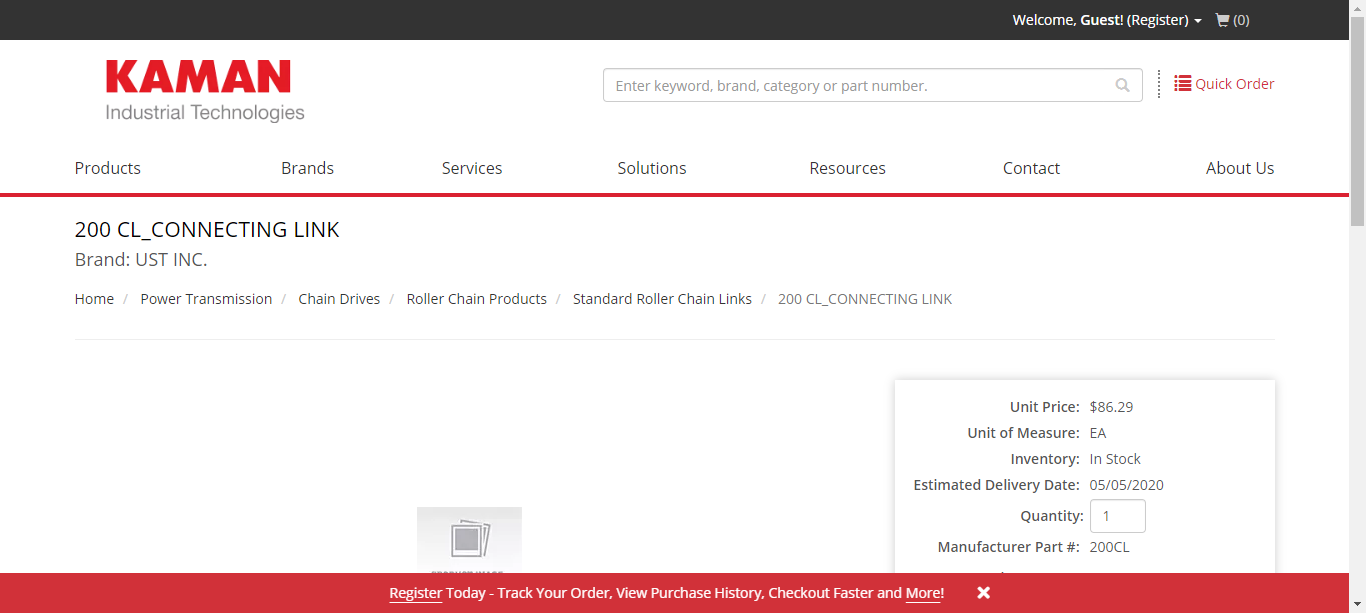 Welcome, Guest! (Register) (0)
KAMAN
Industrial Technologies
Enter keyword, brand, category or part number.
Quick Order
Products Brands Services Solutions Resources Contact About Us
200 CL_CONNECTING LINK
Brand: UST INC.
Home / Power Transmission / Chain Drives / Roller Chain Products / Standard Roller Chain Links / 200 CL_CONNECTING LINK
Unit Price: $86.29
Unit of Measure: EA
Inventory: In Stock
Estimated Delivery Date: 05/05/2020
Quantity: 1
Manufacturer Part #: 200CL
Register Today - Track Your Order, View Purchase History, Checkout Faster and More!